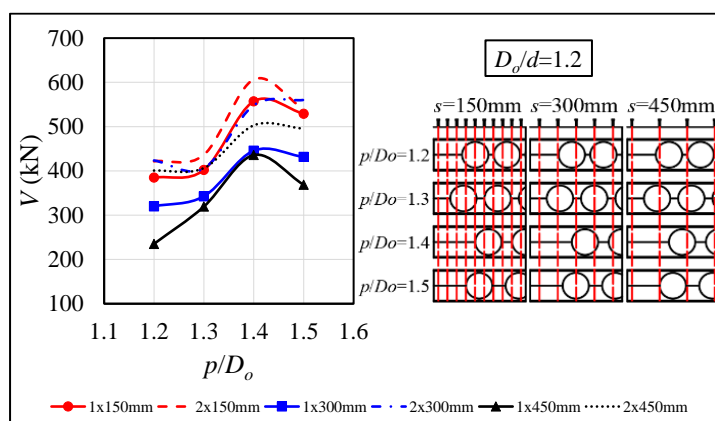 700
600
500
400
300
200
100
V (kN)
1.1 1.2 1.3 1.4 1.5 1.6
p/Do
Do/d=1.2
s=150mm s=300mm s=450mm
p/Do=1.2
p/Do=1.3
p/Do=1.4
p/Do=1.5
1x150mm 2x150mm 1x300mm 2x300mm 1x450mm 2x450mm